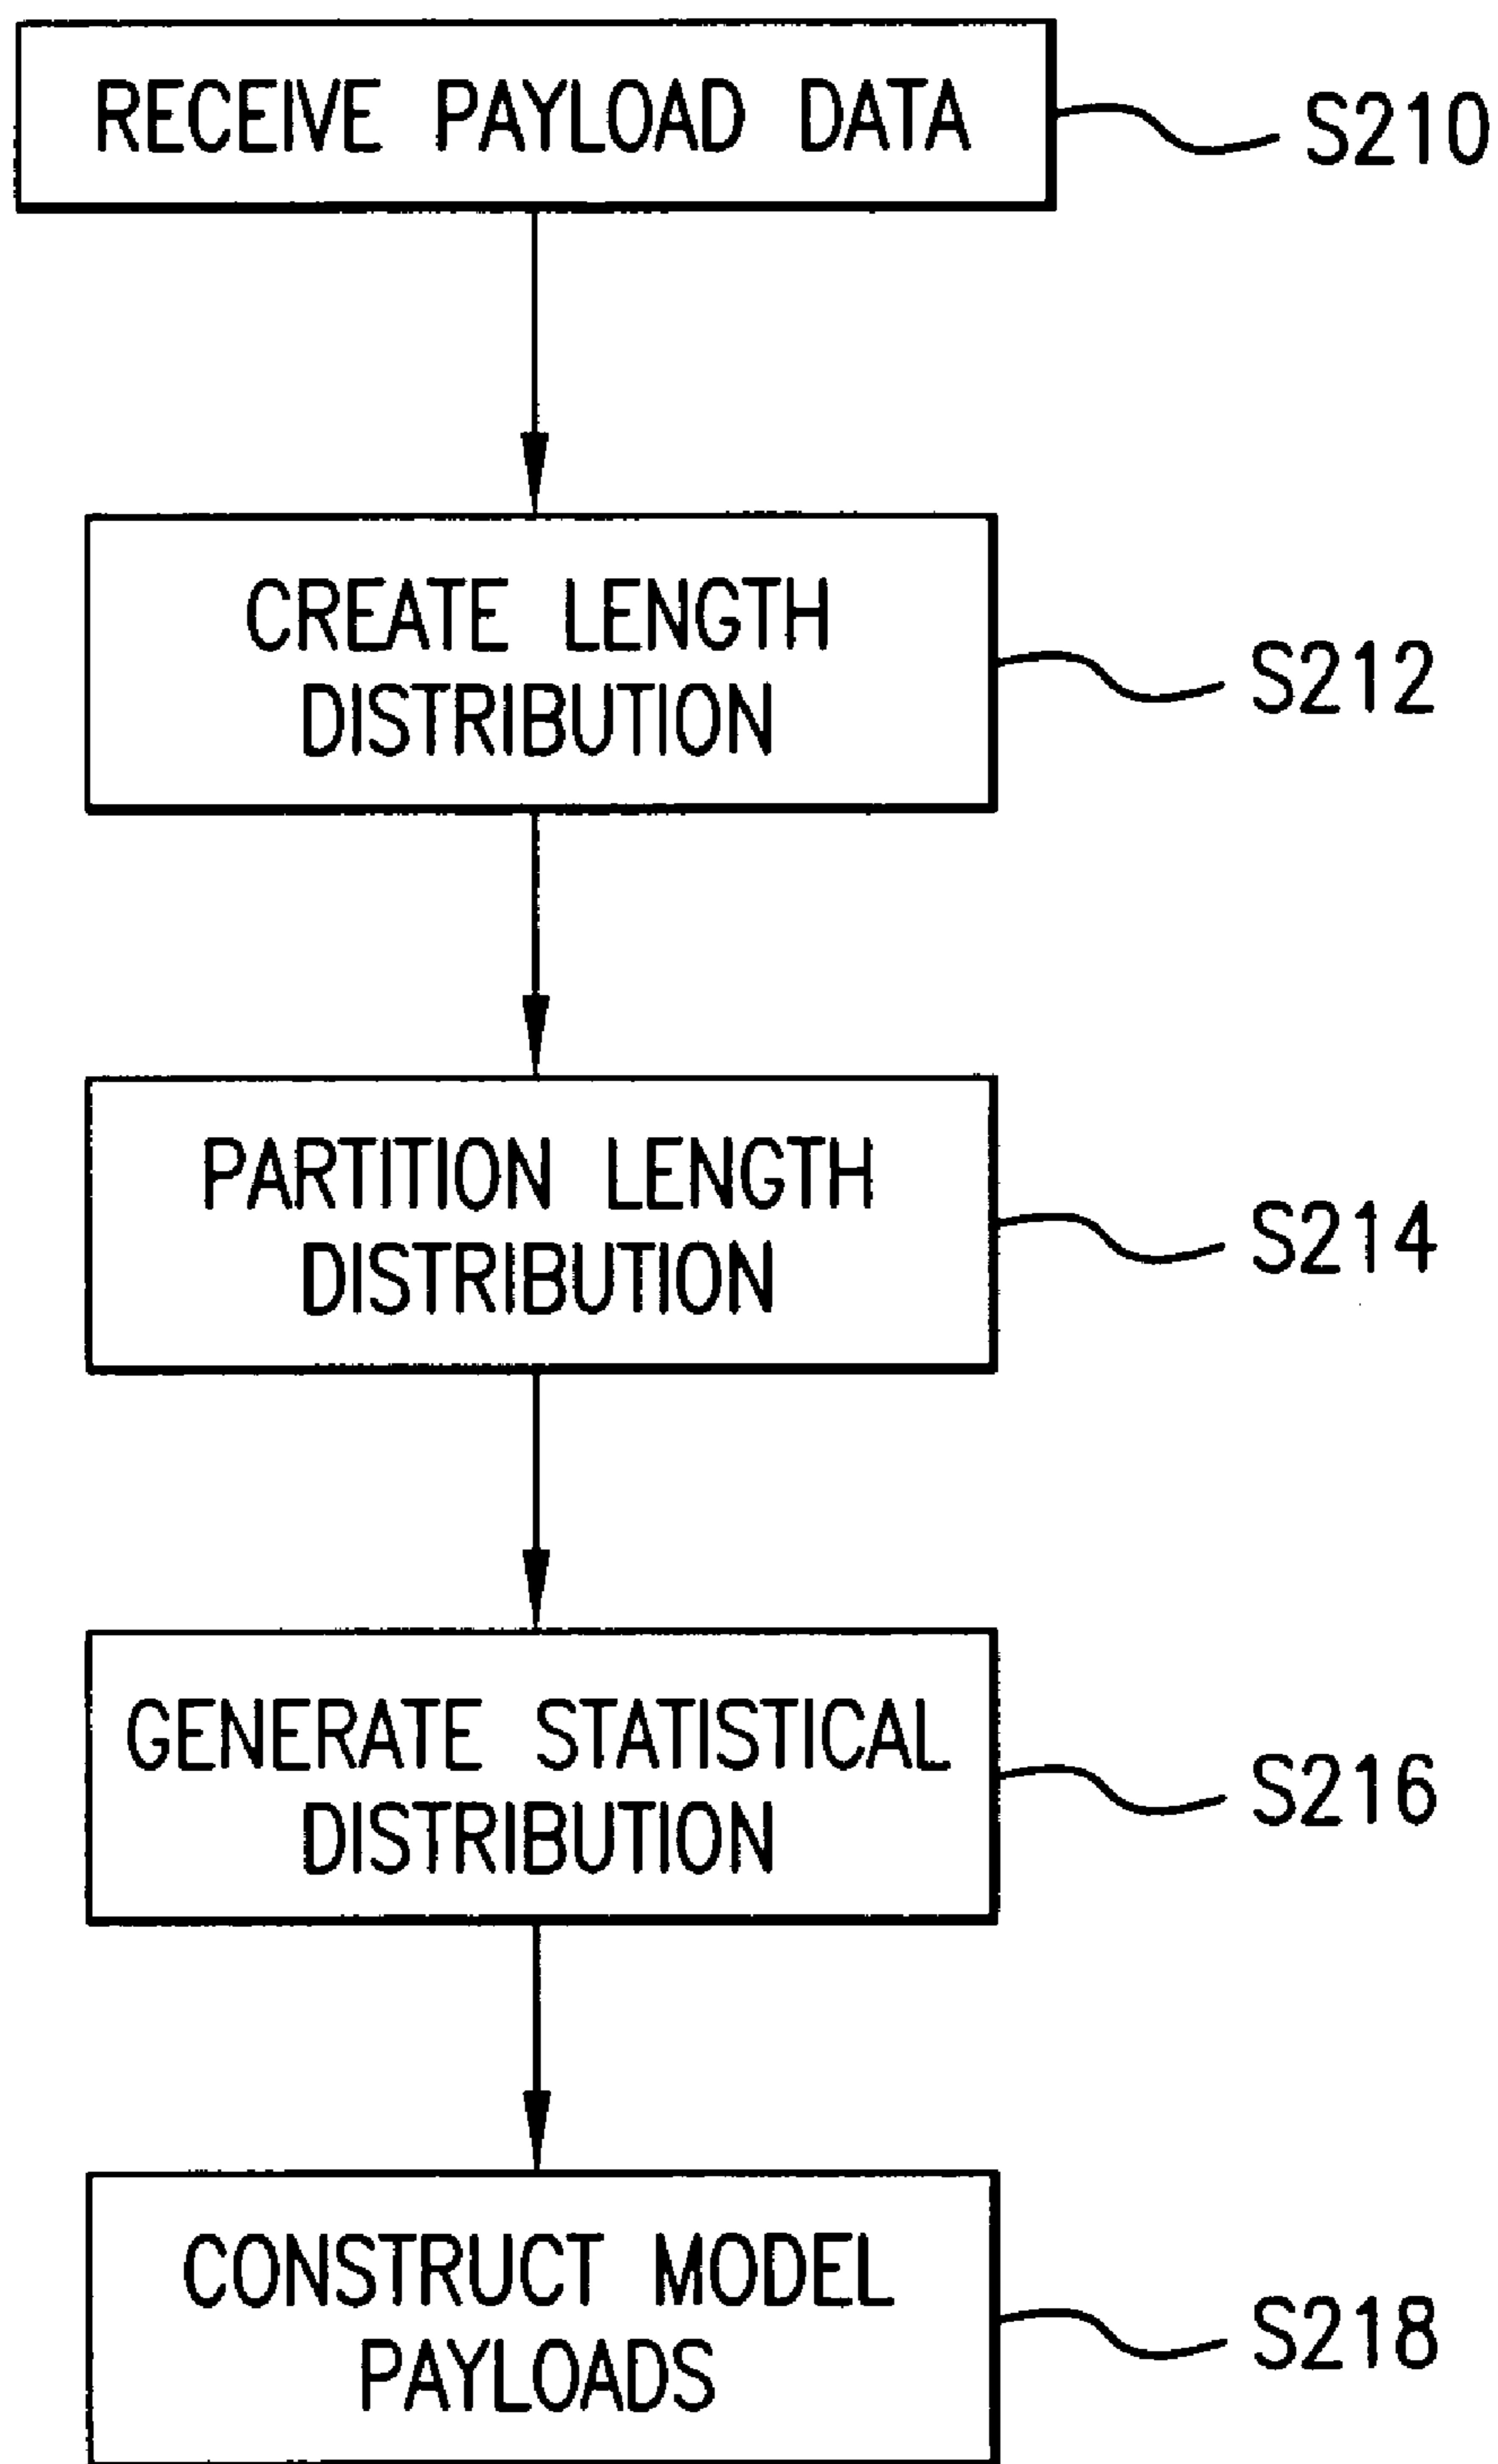 RECEIVE PAYLOAD DATA
S210
CREATE LENGTH
DISTRIBUTION
S212
PARTITION LENGTH
DISTRIBUTION
S214
GENERATE STATISTICAL
DISTRIBUTION
S216
CONSTRUCT MODEL
PAYLOADS
S218